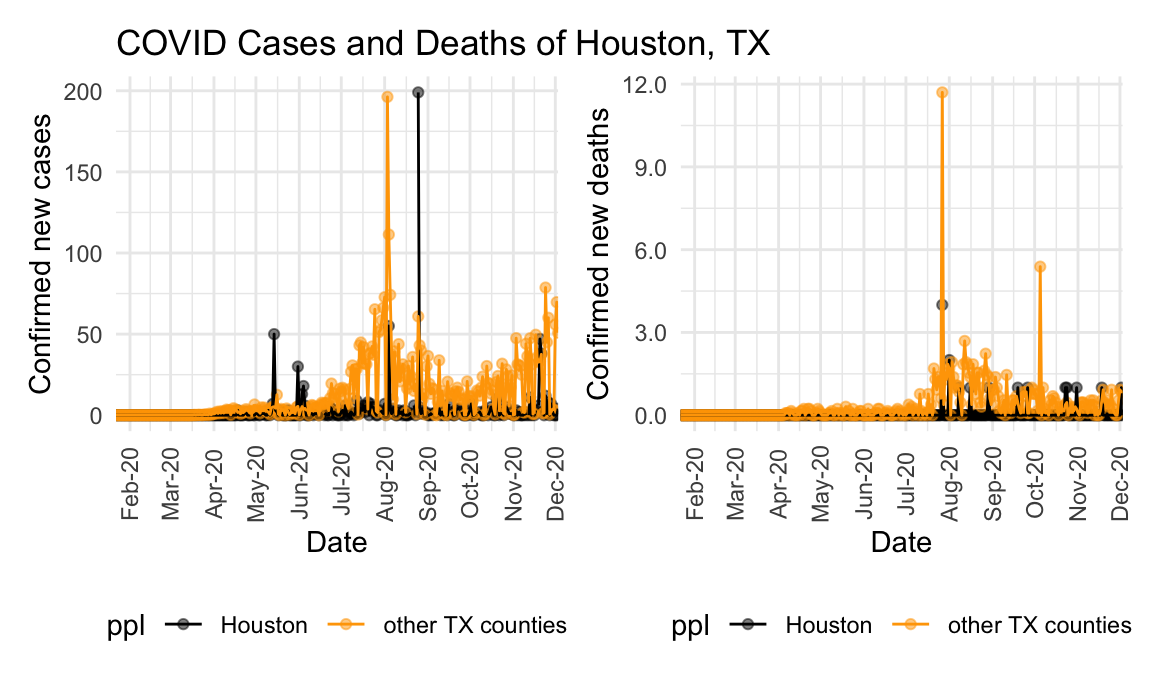 COVID Cases and Deaths of Houston, TX
Confirmed new cases
200
150
100
50
0
Feb-20
Mar-20
Apr-20
May-20
Jun-20
Jul-20
Aug-20
Sep-20
Oct-20
Nov-20
Dec-20
Date
ppl Houston other TX counties
Confirmed new deaths
12.0
9.0
6.0
3.0
0.0
Feb-20
Mar-20
Apr-20
May-20
Jun-20
Jul-20
Aug-20
Sep-20
Oct-20
Nov-20
Dec-20
Date
ppl Houston other TX counties